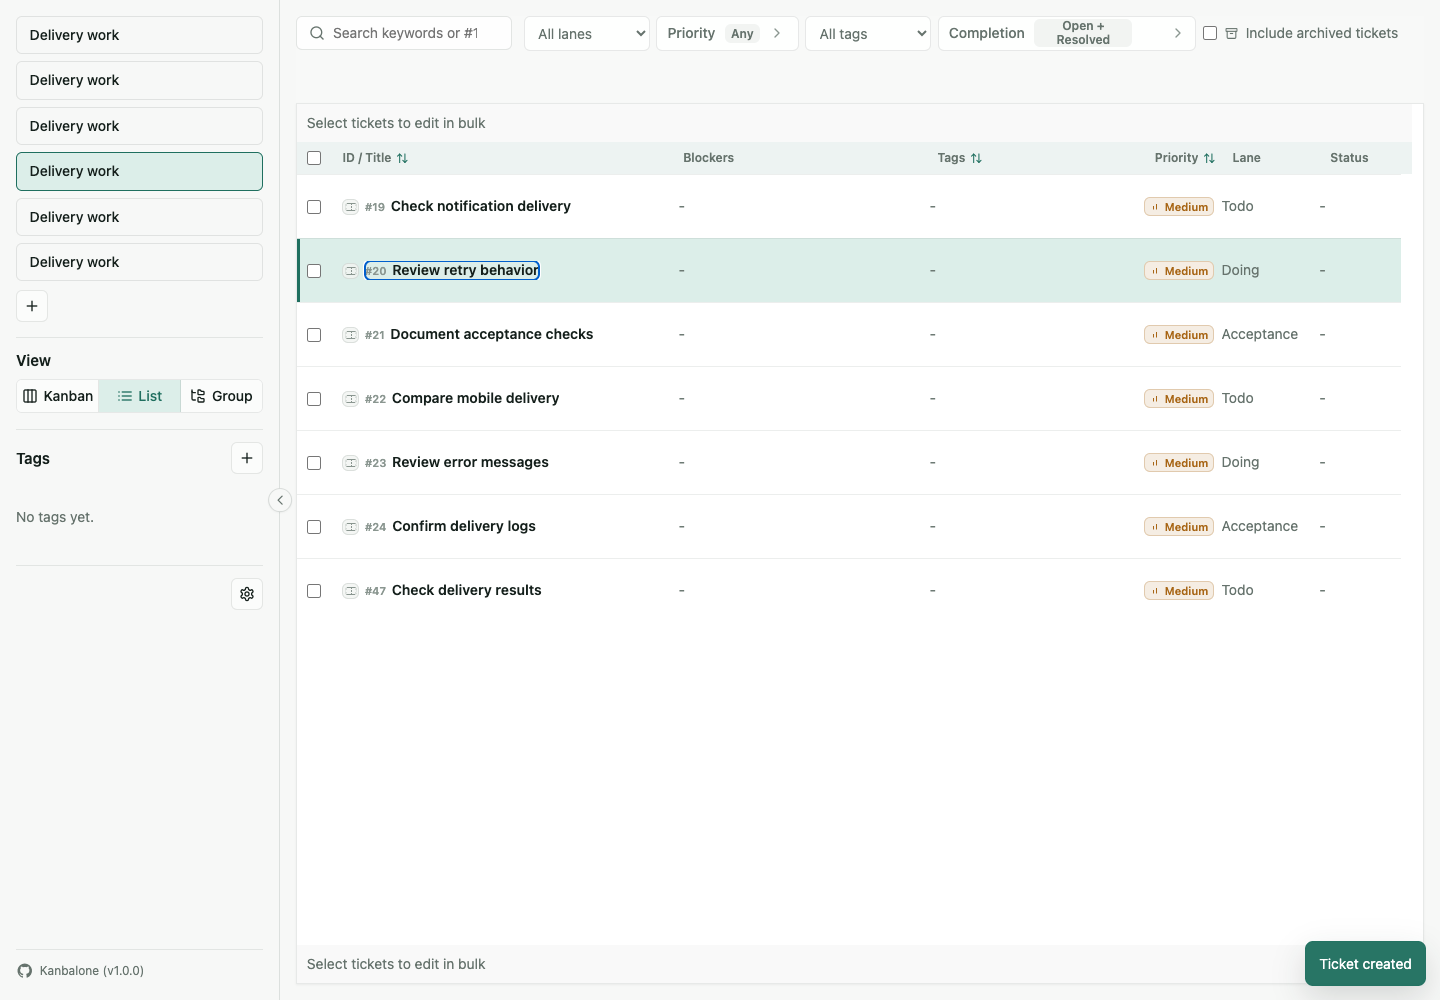 Delivery work
Delivery work
Delivery work
Delivery work
Delivery work
Delivery work
View
Kanban
List
Group
Tags
No tags yet.
Kanbalone (v1.0.0)
Search keywords or #1
All lanes
Priority Any
All tags
Completion
Open +
Resolved
Include archived tickets
Select tickets to edit in bulk
ID / Title Blockers Tags Priority Lane Status
#19 Check notification delivery - - Medium Todo -
#20 Review retry behavior - - Medium Doing -
#21 Document acceptance checks - - Medium Acceptance -
#22 Compare mobile delivery - - Medium Todo -
#23 Review error messages - - Medium Doing -
#24 Confirm delivery logs - - Medium Acceptance -
#47 Check delivery results - - Medium Todo -
Select tickets to edit in bulk
Ticket created